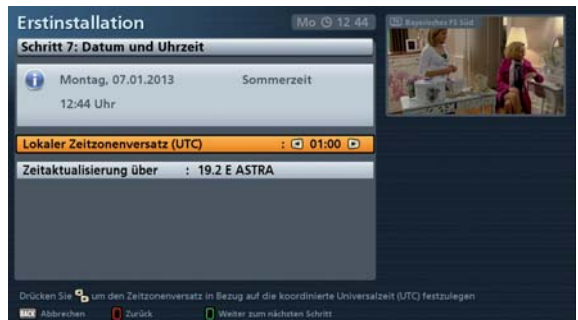 Erstinstallation
Mo 12 44
Bayerisches FS Süd
Schritt 7: Datum und Uhrzeit
Montag, 07.01.2013 Sommerzeit
12:44 Uhr
Lokaler Zeitzonenversatz (UTC) : 01:00
Zeitaktualisierung über : 19.2 E ASTRA
Drücken Sie um den Zeitzonenversatz in Bezug auf die koordinierte Universalzeit (UTC) festzulegen
BACK Abbrechen Zurück Weiter zum nächsten Schritt